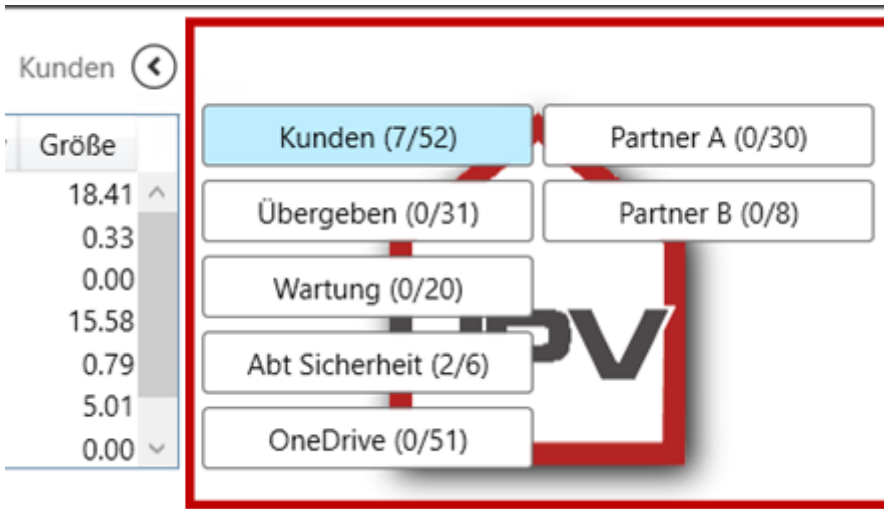 Kunden
Größe
18.41
0.33
0.00
15.58
0.79
5.01
0.00
Kunden (7/52)
Partner A (0/30)
Übergeben (0/31)
Partner B (0/8)
Wartung (0/20)
Abt Sicherheit (2/6)
OneDrive (0/51)